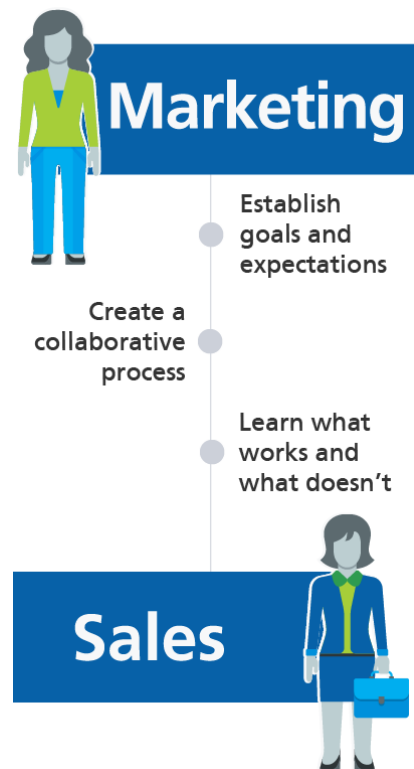 Marketing
Establish
goals and
expectations
Create a
collaborative
process
Learn what
works and
what doesn’t
Sales